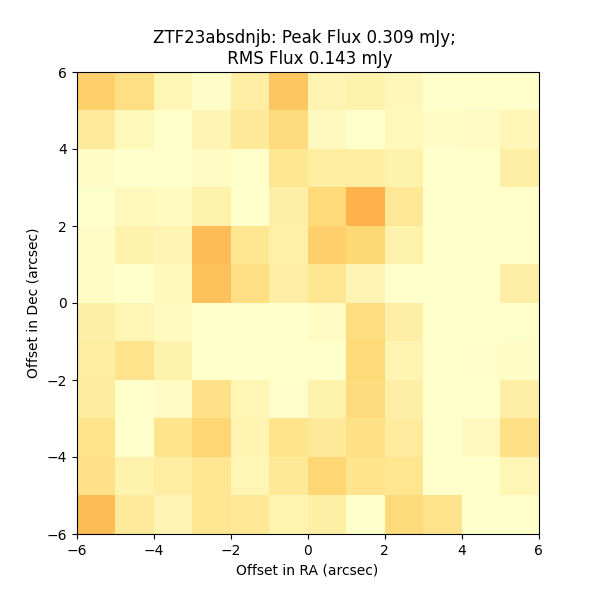 ZTF23absdnjb: Peak Flux 0.309 mJy;
RMS Flux 0.143 mJy
6
4
2
0
−2
−4
−6
Offset in Dec (arcsec)
−6 −4 −2 0 2 4 6
Offset in RA (arcsec)